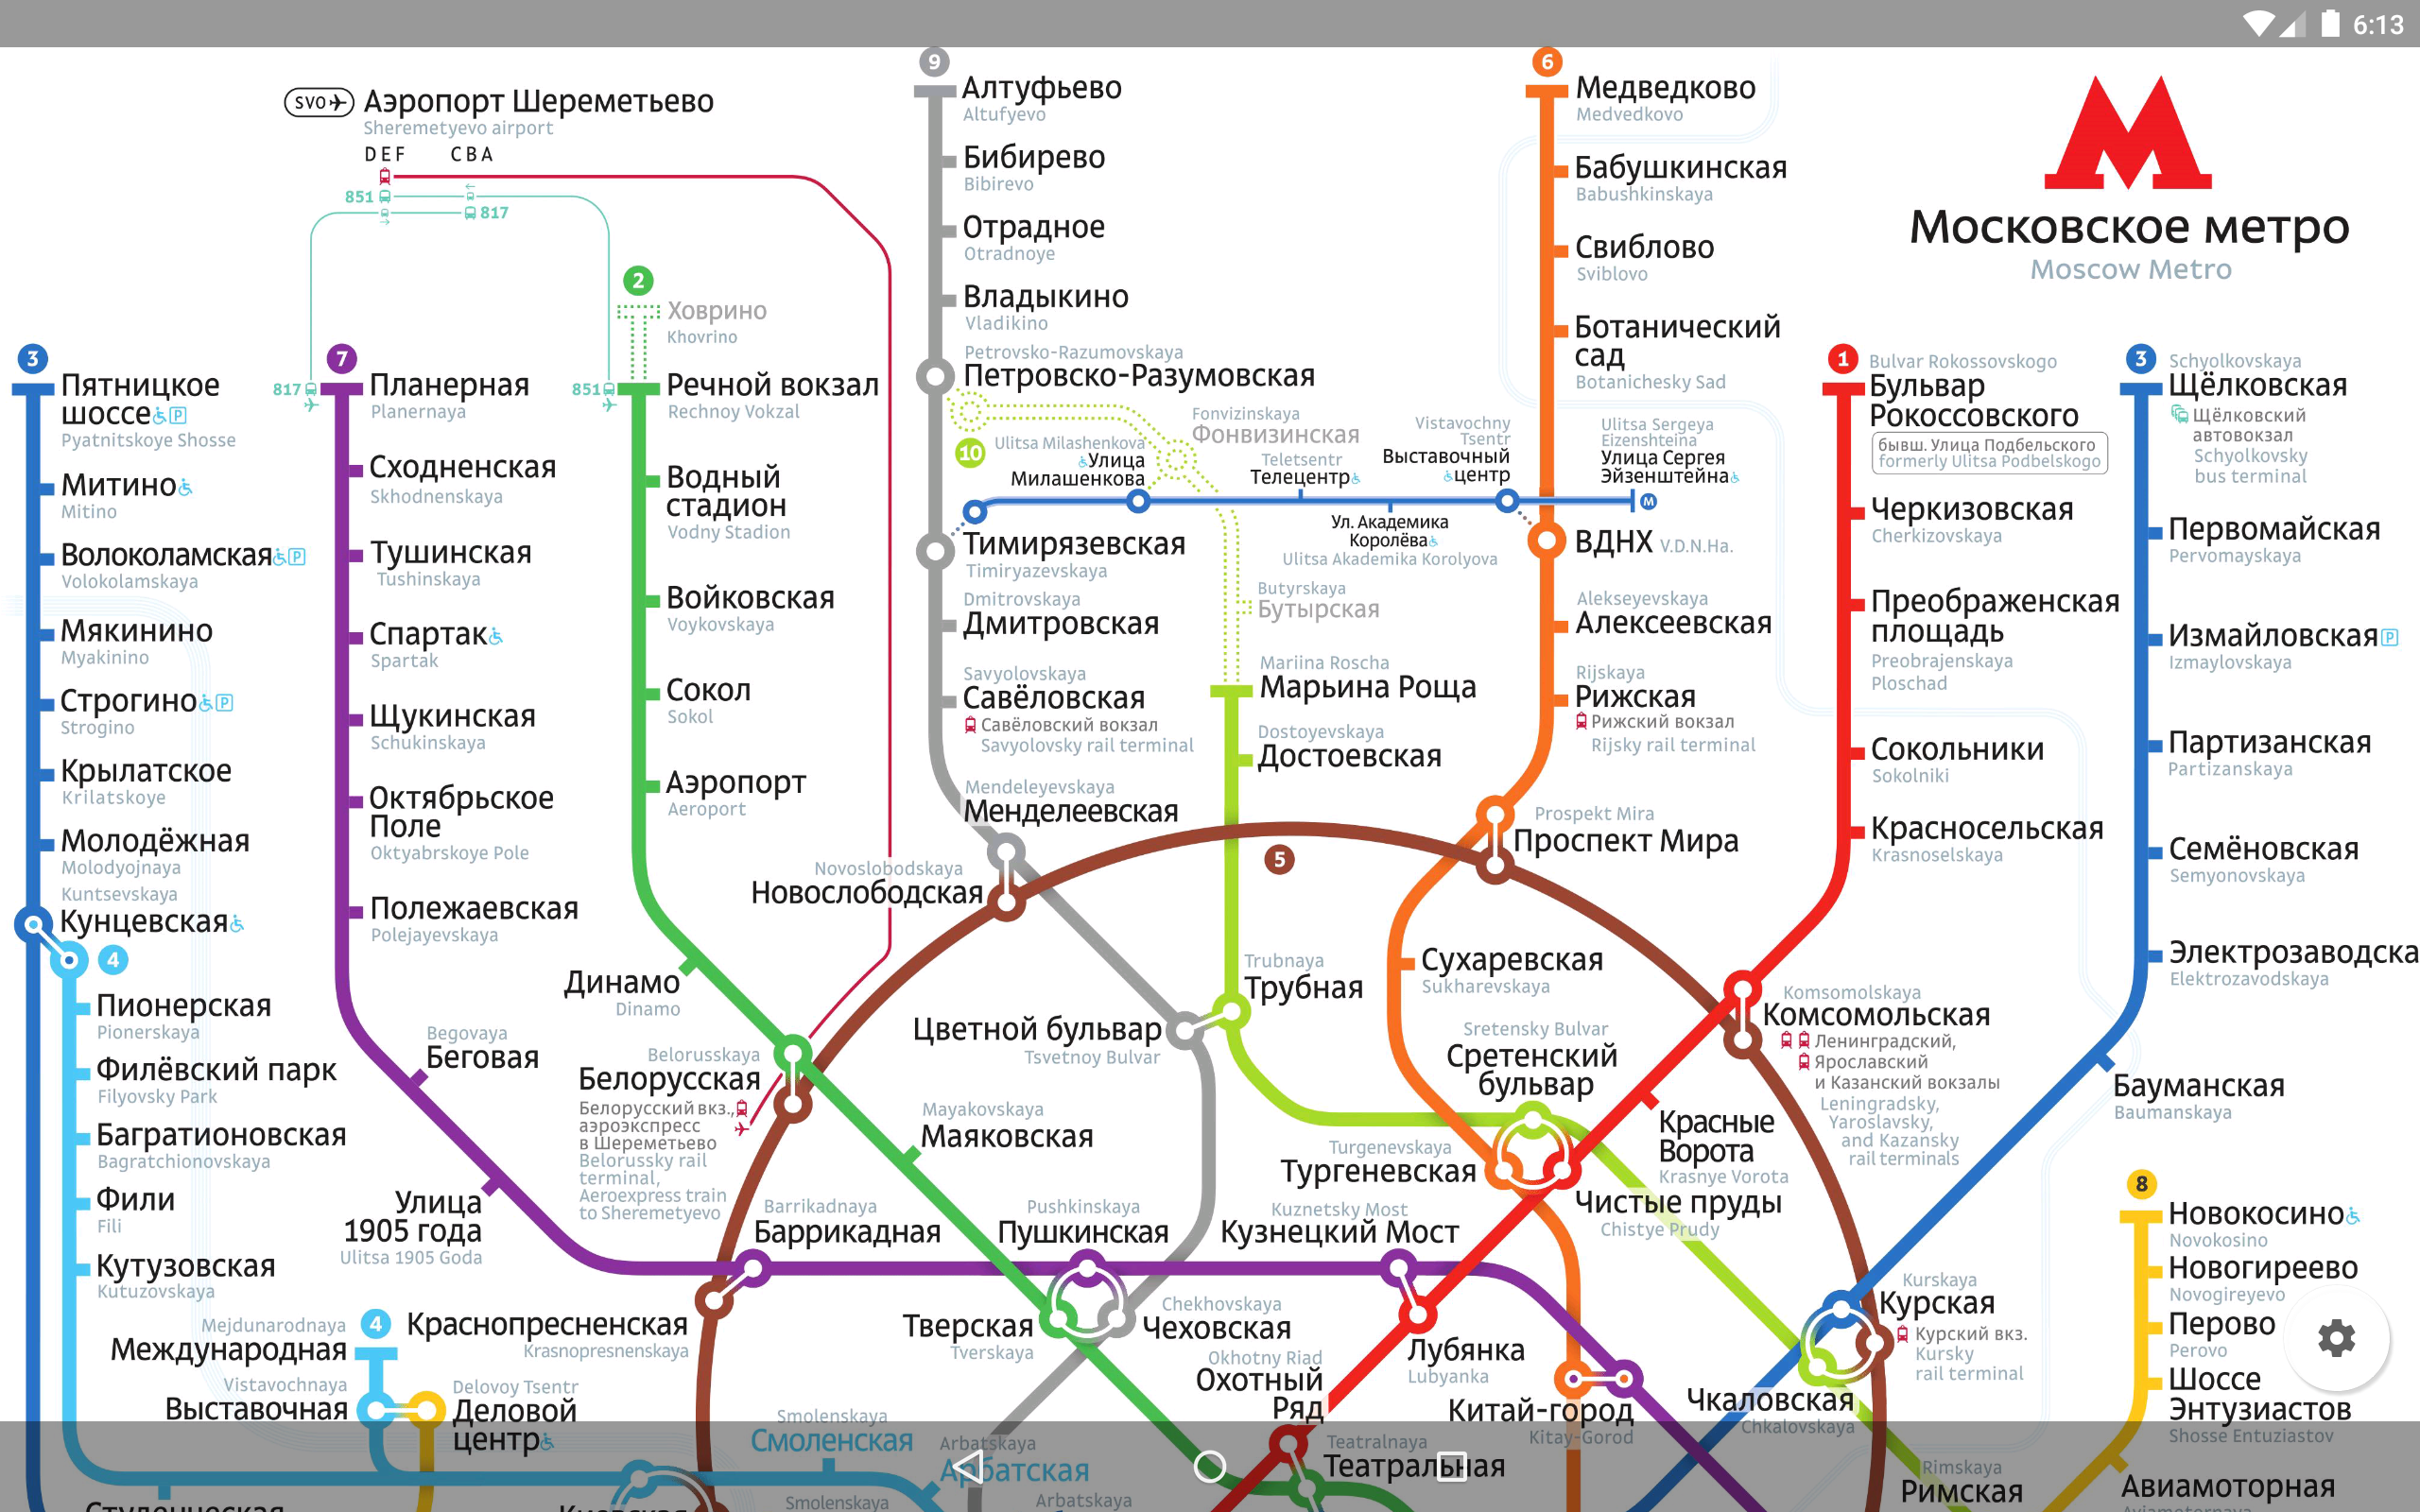 6:13
SVO
Аэропорт Шереметьево
Sheremetyevo airport
D E F
C B A
851
817
9
Алтуфьево
Altufyevo
Бибирево
Bibirevo
Отрадное
Otradnoye
Владыкино
Vladikino
Petrovsko-Razumovskaya
Петровско-Разумовская
6
Медведково
Medvedkovo
Бабушкинская
Babushkinskaya
Свиблово
Sviblovo
Ботанический
сад
Botanichesky Sad
Московское метро
Moscow Metro
2
Ховрино
Khovrino
3
Пятницкое
шоссе
P
Pyatnitskoye Shosse
Митино
Mitino
Волоколамская
P
Volokolamskaya
Мякинино
Myakinino
Строгино
P
Strogino
Крылатское
Krilatskoye
Молодёжная
Molodyojnaya
Kuntsevskaya
Кунцевская
4
Пионерская
Pionerskaya
Филёвский парк
Filyovsky Park
Багратионовская
Bagratchionovskaya
Фили
Fili
Кутузовская
Kutuzovskaya
7
817
Планерная
Planernaya
Сходненская
Skhodnenskaya
Тушинская
Tushinskaya
Спартак
Spartak
Щукинская
Schukinskaya
Октябрьское
Поле
Oktyabrskoye Pole
Полежаевская
Polejayevskaya
Begovaya
Беговая
Улица
1905 года
Ulitsa 1905 Goda
851
Речной вокзал
Rechnoy Vokzal
Водный
стадион
Vodny Stadion
Войковская
Voykovskaya
Сокол
Sokol
Аэропорт
Aeroport
Динамо
Dinamo
Belorusskaya
Белорусская
Белорусский вкз.,
аэроэкспресс
в Шереметьево
Belorussky rail
terminal,
Aeroexpress train
to Sheremetyevo
10
Ulitsa Milashenkova
Улица
Милашенкова
Fonvizinskaya
Фонвизинская
Teletsentr
Телецентр
Vistavochny
Tsentr
Выставочный
центр
Ulitsa Sergeya
Eizenshteina
Улица Сергея
Эйзенштейна
М
Ул. Академика
Королёва
Ulitsa Akademika Korolyova
Тимирязевская
Timiryazevskaya
Dmitrovskaya
Дмитровская
Savyolovskaya
Савёловская
Савёловский вокзал
Savyolovsky rail terminal
Mendeleyevskaya
Менделеевская
Novoslobodskaya
Новослободская
Butyrskaya
Бутырская
Mariina Roscha
Марьина Роща
Dostoyevskaya
Достоевская
5
Trubnaya
Трубная
Цветной бульвар
Tsvetnoy Bulvar
ВДНХ
V.D.N.Ha.
Alekseyevskaya
Алексеевская
Rijskaya
Рижская
Рижский вокзал
Rijsky rail terminal
Prospekt Mira
Проспект Мира
Сухаревская
Sukharevskaya
Sretensky Bulvar
Сретенский
бульвар
Turgenevskaya
Тургеневская
1
Bulvar Rokossovskogo
Бульвар
Рокоссовского
бывш. Улица Подбельского
formerly Ulitsa Podbelskogo
Черкизовская
Cherkizovskaya
Преображенская
площадь
Preobrajenskaya
Ploschad
Сокольники
Sokolniki
Красносельская
Krasnoselskaya
Komsomolskaya
Комсомольская
Ленинградский,
Ярославский
и Казанский вокзалы
Leningradsky,
Yaroslavsky,
and Kazansky
rail terminals
Красные
Ворота
Krasnye Vorota
Чистые пруды
Chistye Prudy
3
Schyolkovskaya
Щёлковская
Щёлковский
автовокзал
Schyolkovsky
bus terminal
Первомайская
Pervomayskaya
Измайловская
P
Izmaylovskaya
Партизанская
Partizanskaya
Семёновская
Semyonovskaya
Электрозаводска
Elektrozavodskaya
Бауманская
Baumanskaya
8
Новокосино
Novokosino
Новогиреево
Novogireyevo
Перово
Perovo
Шоссе
Энтузиастов
Shosse Entuziastov
Авиамоторная
Mayakovskaya
Маяковская
Barrikadnaya
Баррикадная
Pushkinskaya
Пушкинская
Kuznetsky Most
Кузнецкий Мост
Краснопресненская
Krasnopresnenskaya
Тверская
Tverskaya
Chekhovskaya
Чеховская
Okhotny Riad
Охотный
Ряд
Лубянка
Lubyanka
Китай-город
Kitay-Gorod
Kurskaya
Курская
Курский вкз.
Kursky
rail terminal
Чкаловская
Chkalovskaya
Mejdunarodnaya
Международная
4
Vistavochnaya
Выставочная
Delovoy Tsentr
Деловой
центр
Smolenskaya
Смоленская
Arbatskaya
Арбатская
Teatralnaya
Театральная
Rimskaya
Римская
Smolenskaya
Arbatskaya